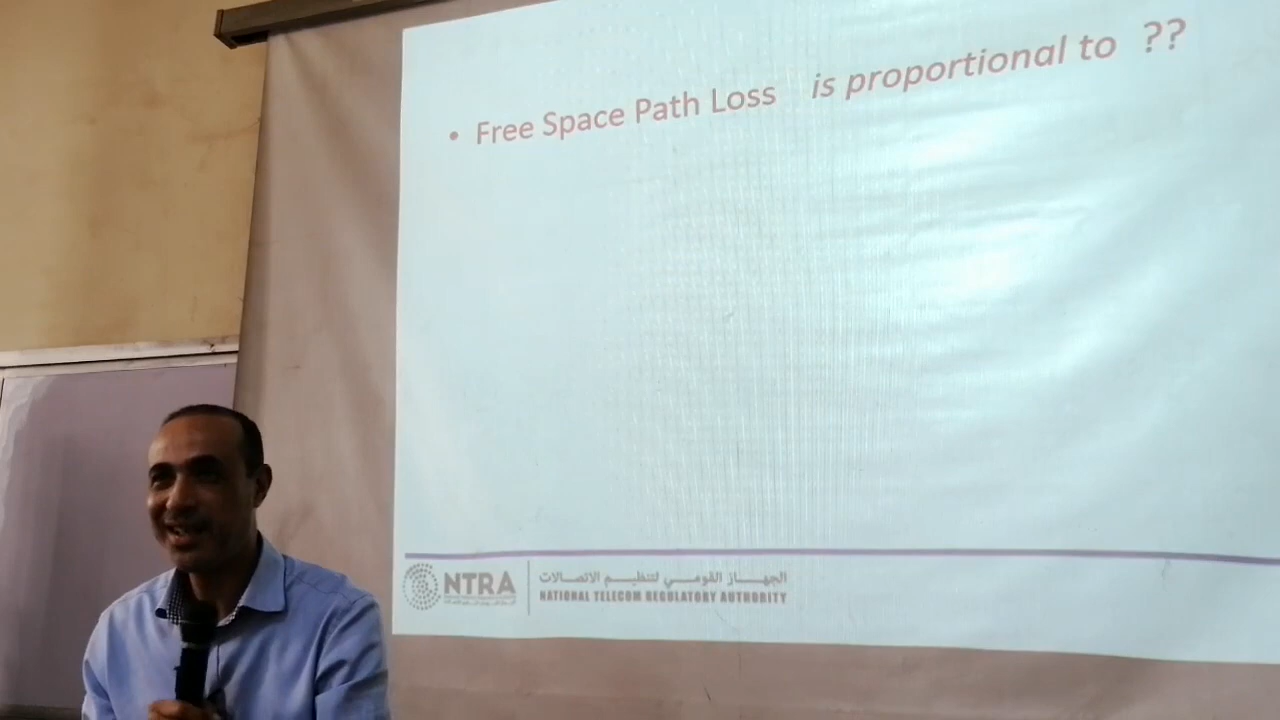 • Free Space Path Loss is proportional to ??
NTRA
الجهاز القومي لتنظيم الاتصالات
NATIONAL TELECOM REGULATORY AUTHORITY